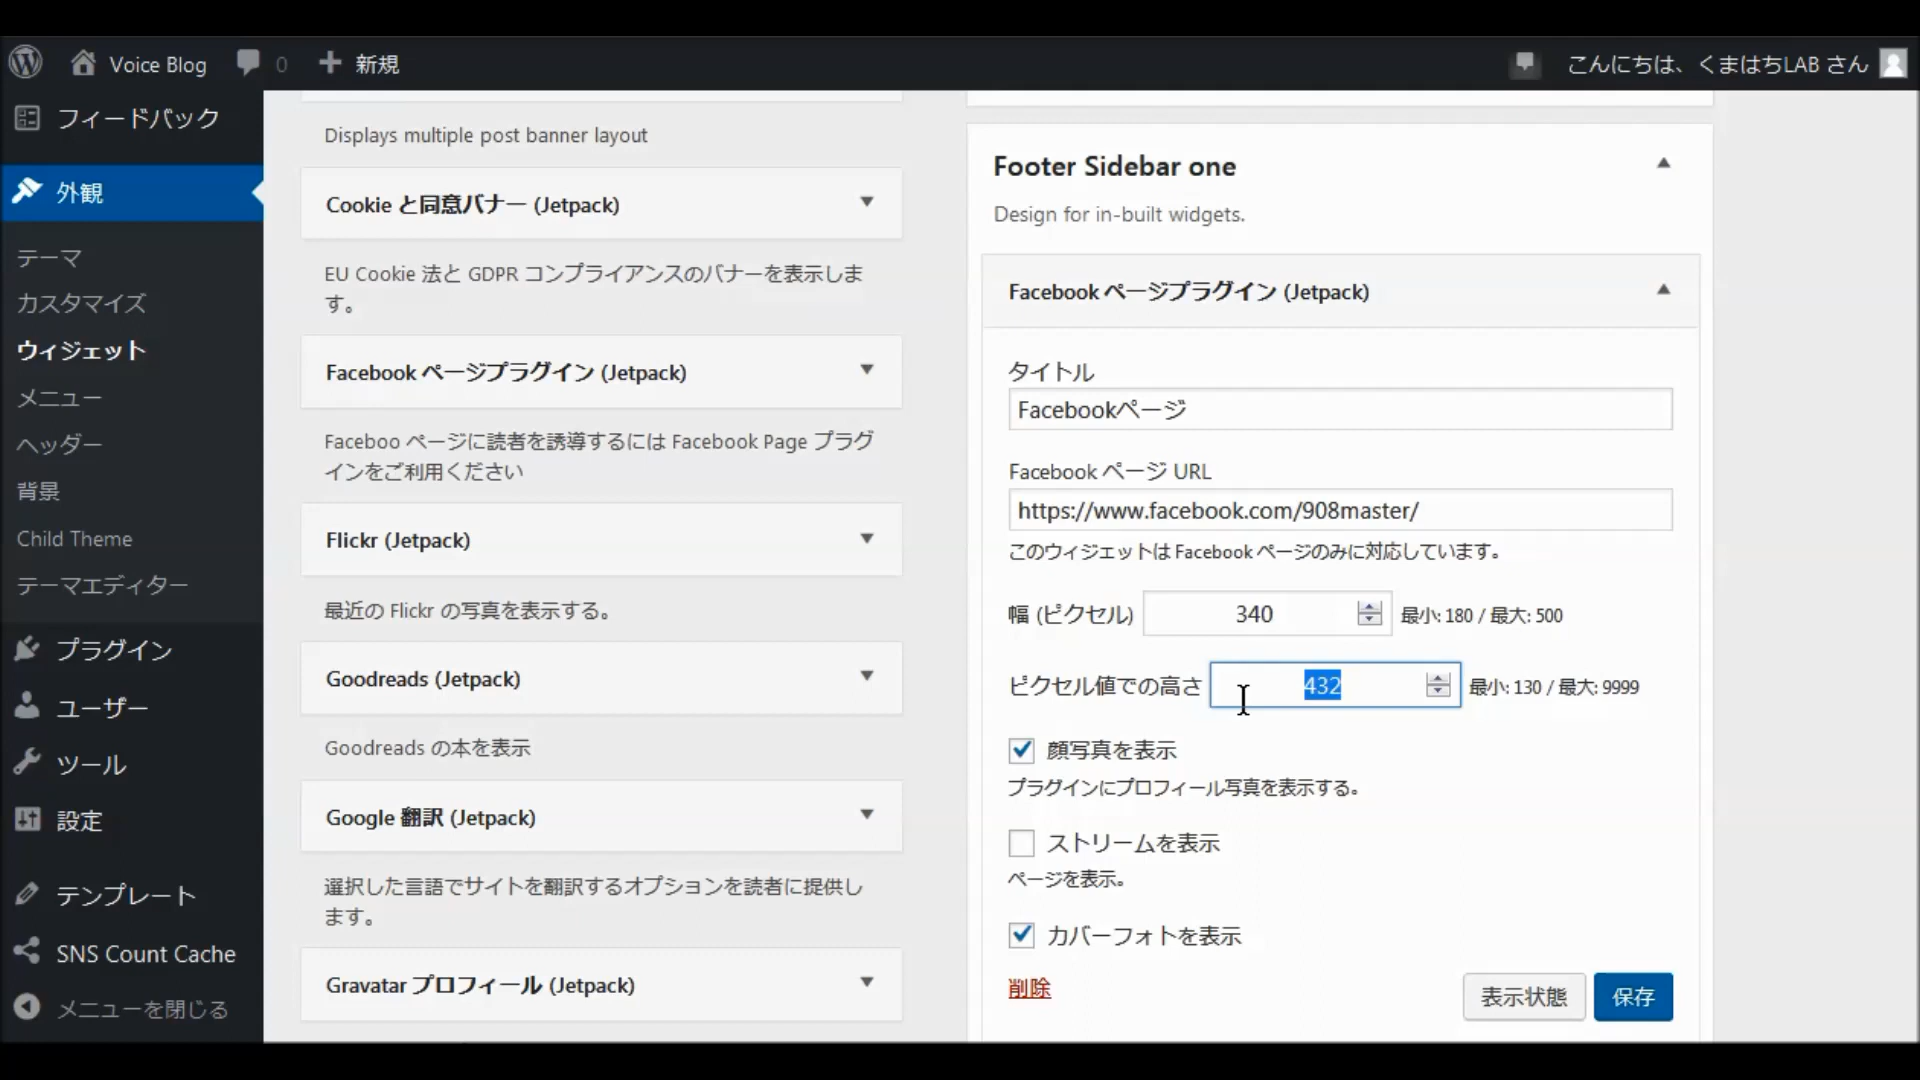 Voice Blog
0
新規
こんにちは、くまはちLAB さん
フィードバック
外観
テーマ
カスタマイズ
ウィジェット
メニュー
ヘッダー
背景
Child Theme
テーマエディター
プラグイン
ユーザー
ツール
設定
テンプレート
SNS Count Cache
メニューを閉じる
Displays multiple post banner layout
Cookie と同意バナー (Jetpack)
EU Cookie 法と GDPR コンプライアンスのバナーを表示しま
す。
Facebook ページプラグイン (Jetpack)
Faceboo ページに読者を誘導するには Facebook Page プラグ
インをご利用ください
Flickr (Jetpack)
最近の Flickr の写真を表示する。
Goodreads (Jetpack)
Goodreads の本を表示
Google 翻訳 (Jetpack)
選択した言語でサイトを翻訳するオプションを読者に提供し
ます。
Gravatar プロフィール (Jetpack)
Footer Sidebar one
Design for in-built widgets.
Facebook ページプラグイン (Jetpack)
タイトル
Facebookページ
Facebook ページ URL
https://www.facebook.com/908master/
このウィジェットは Facebook ページのみに対応しています。
幅 (ピクセル) 340 最小: 180 / 最大: 500
ピクセル値での高さ 432 最小: 130 / 最大: 9999
顔写真を表示
プラグインにプロフィール写真を表示する。
ストリームを表示
ページを表示。
カバーフォトを表示
削除
表示状態
保存